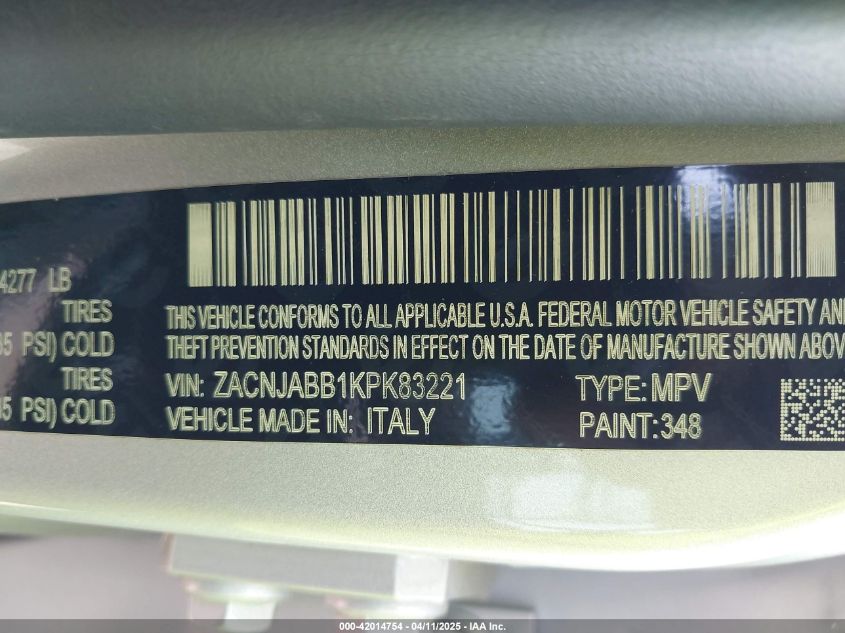 4277 LB
TIRES
PSI) COLD
TIRES
PSI) COLD
THIS VEHICLE CONFORMS TO ALL APPLICABLE U.S.A. FEDERAL MOTOR VEHICLE SAFETY AND
THEFT PREVENTION STANDARDS IN EFFECT ON THE DATE OF MANUFACTURE SHOWN ABOV
VIN: ZACNJABB1KPK83221 TYPE: MPV
VEHICLE MADE IN: ITALY PAINT:348
000-42014754 - 04/11/2025 - IAA Inc.